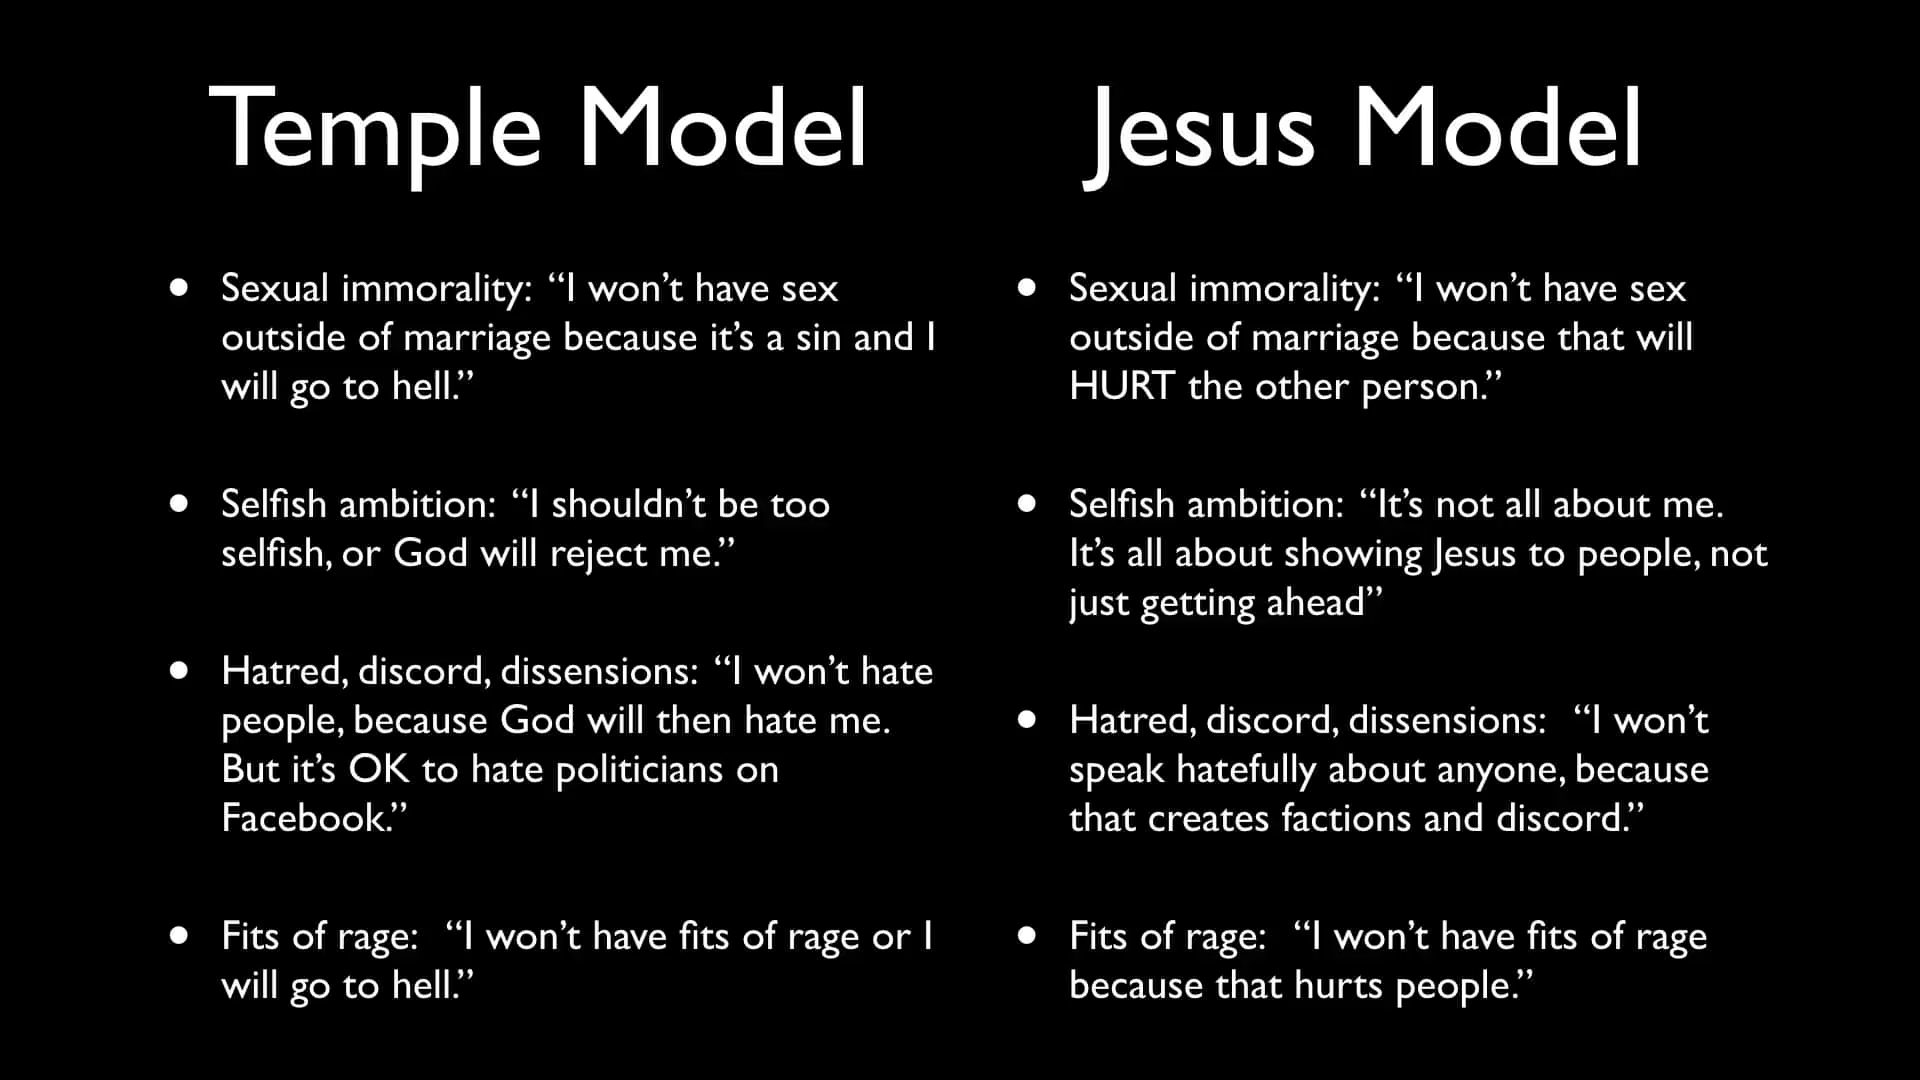 Temple Model
• Sexual immorality: “I won’t have sex
outside of marriage because it’s a sin and I
will go to hell.”
• Selfish ambition: “I shouldn’t be too
selfish, or God will reject me.”
• Hatred, discord, dissensions: “I won’t hate
people, because God will then hate me.
But it’s OK to hate politicians on
Facebook.”
• Fits of rage:  “I won’t have fits of rage or I
will go to hell.”
Jesus Model
• Sexual immorality: “I won’t have sex
outside of marriage because that will
HURT the other person.”
• Selfish ambition: “It’s not all about me.
It’s all about showing Jesus to people, not
just getting ahead”
• Hatred, discord, dissensions:  “I won’t
speak hatefully about anyone, because
that creates factions and discord.”
• Fits of rage:  “I won’t have fits of rage
because that hurts people.”